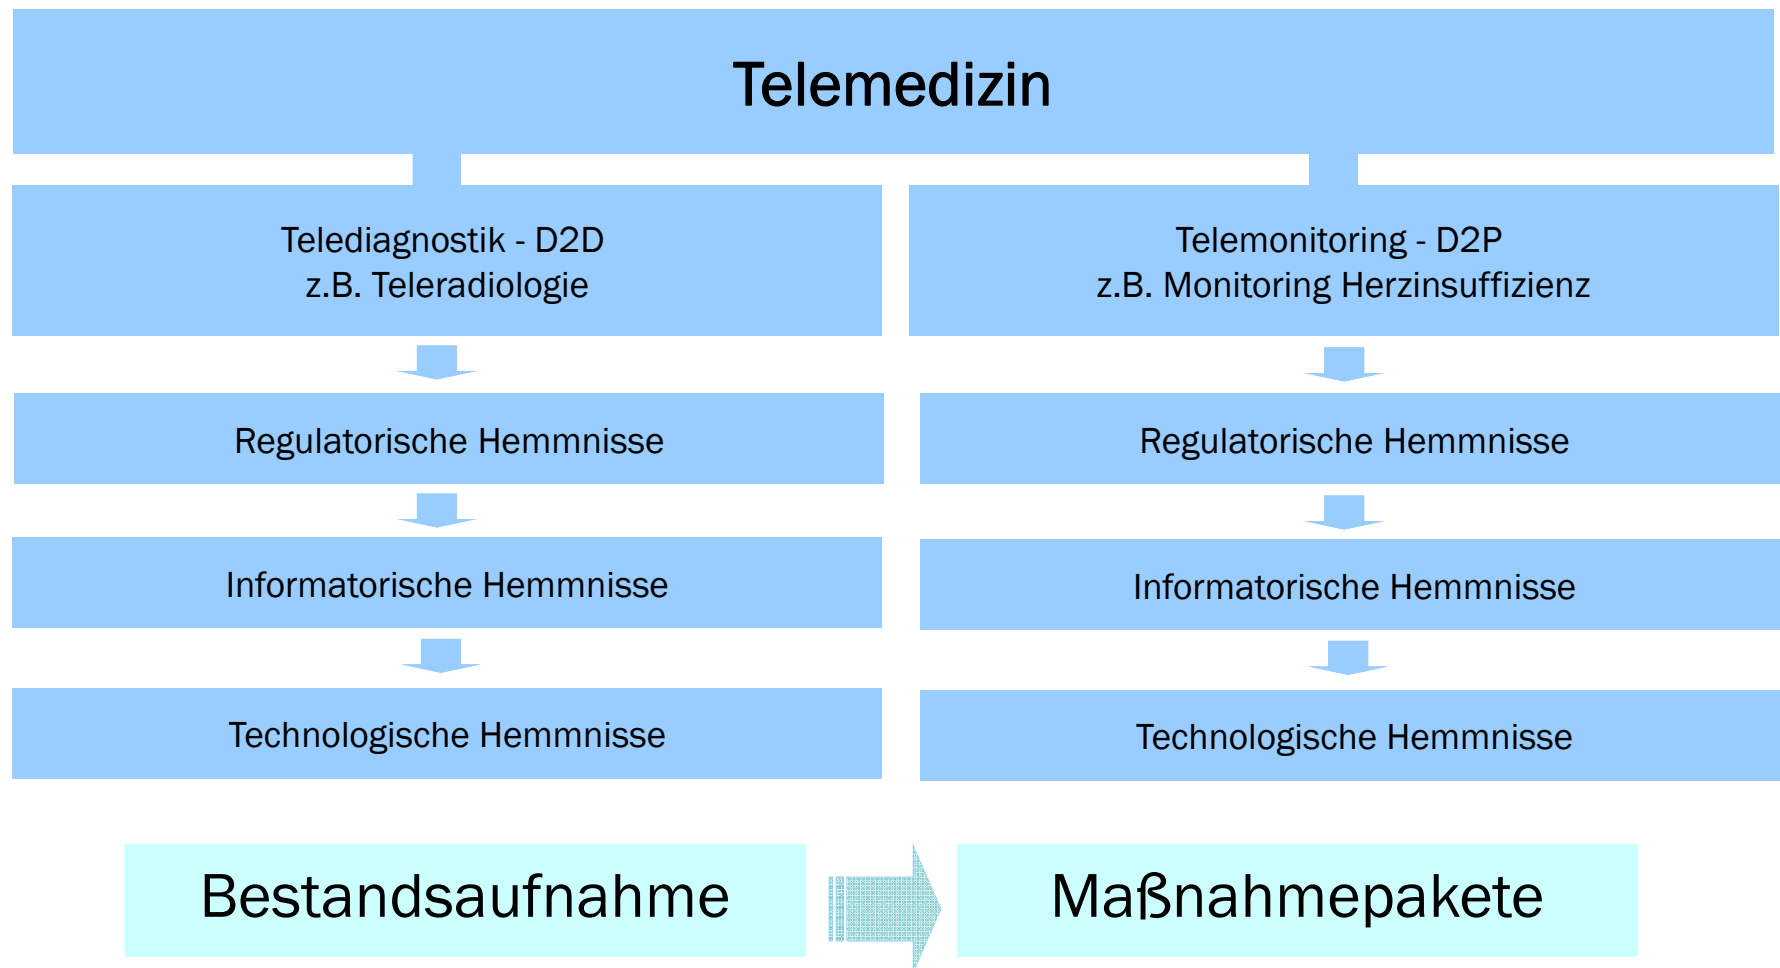 Telemedizin
Telediagnostik - D2D
z.B. Teleradiologie
Telemonitoring - D2P
z.B. Monitoring Herzinsuffizienz
Regulatorische Hemmnisse
Regulatorische Hemmnisse
Informatorische Hemmnisse
Informatorische Hemmnisse
Technologische Hemmnisse
Technologische Hemmnisse
Bestandsaufnahme
Maßnahmepakete